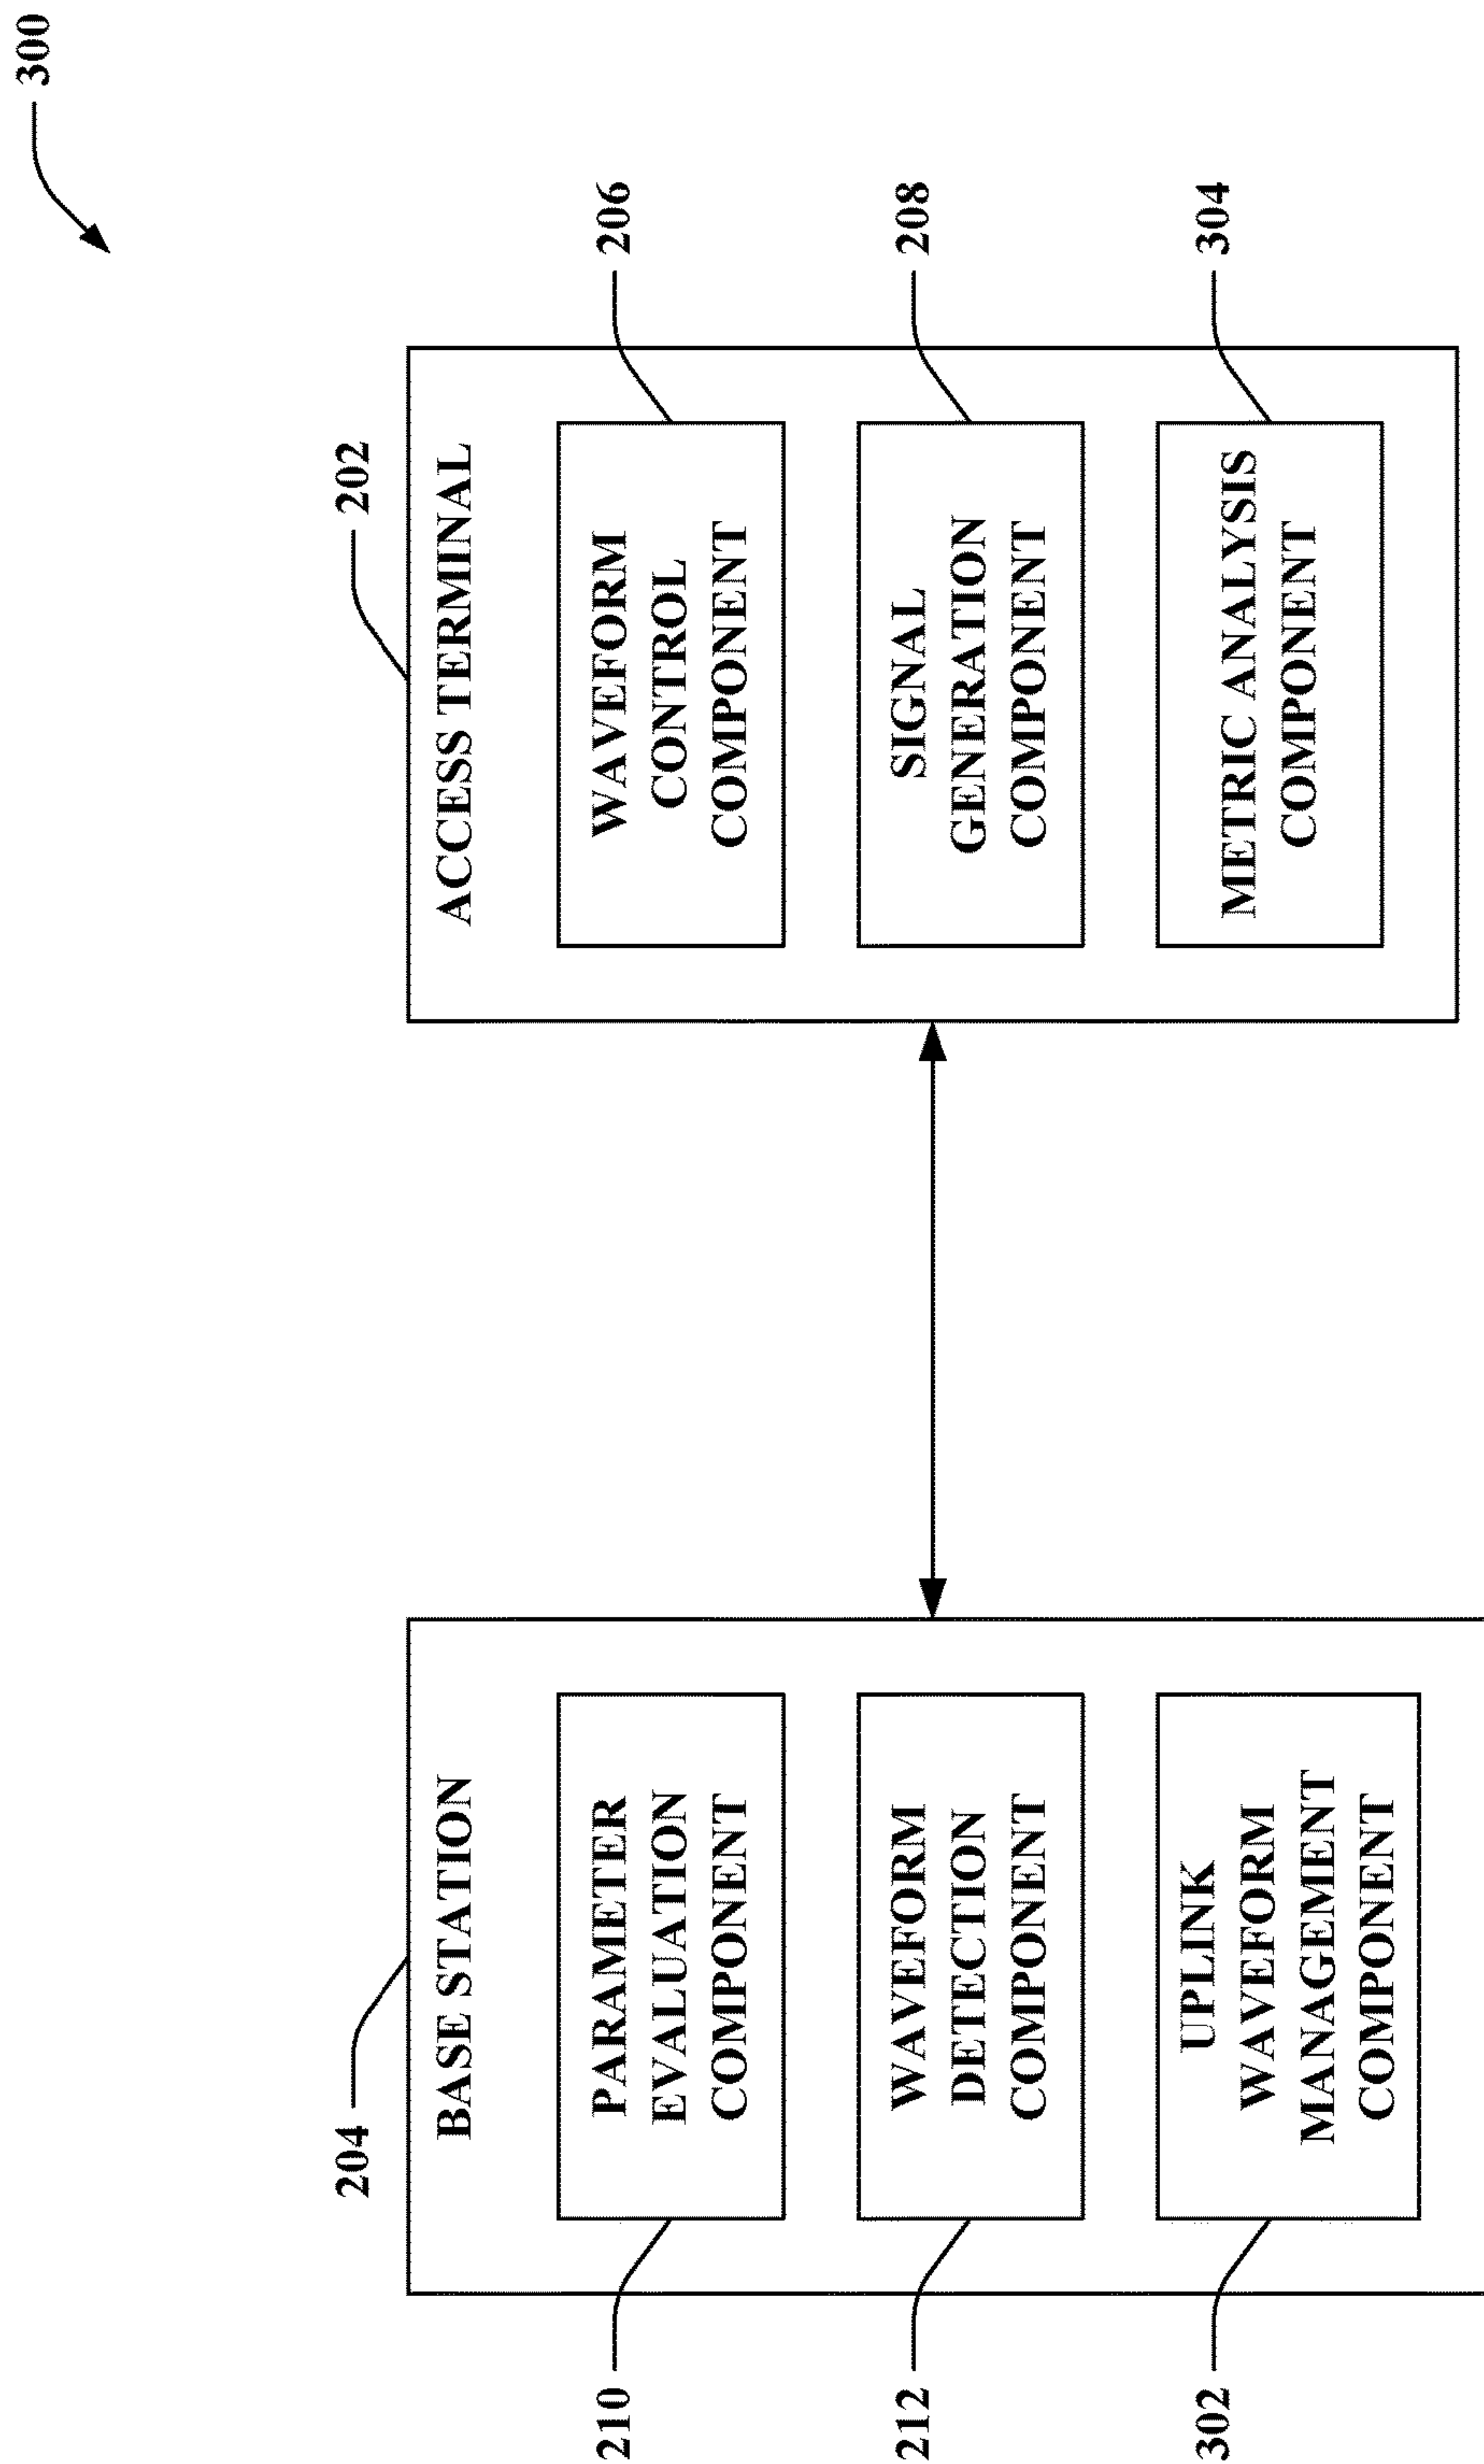 300
204
BASE STATION
210
PARAMETER
EVALUATION
COMPONENT
212
WAVEFORM
DETECTION
COMPONENT
302
UPLINK
WAVEFORM
MANAGEMENT
COMPONENT
202
ACCESS TERMINAL
206
WAVEFORM
CONTROL
COMPONENT
208
SIGNAL
GENERATION
COMPONENT
304
METRIC ANALYSIS
COMPONENT